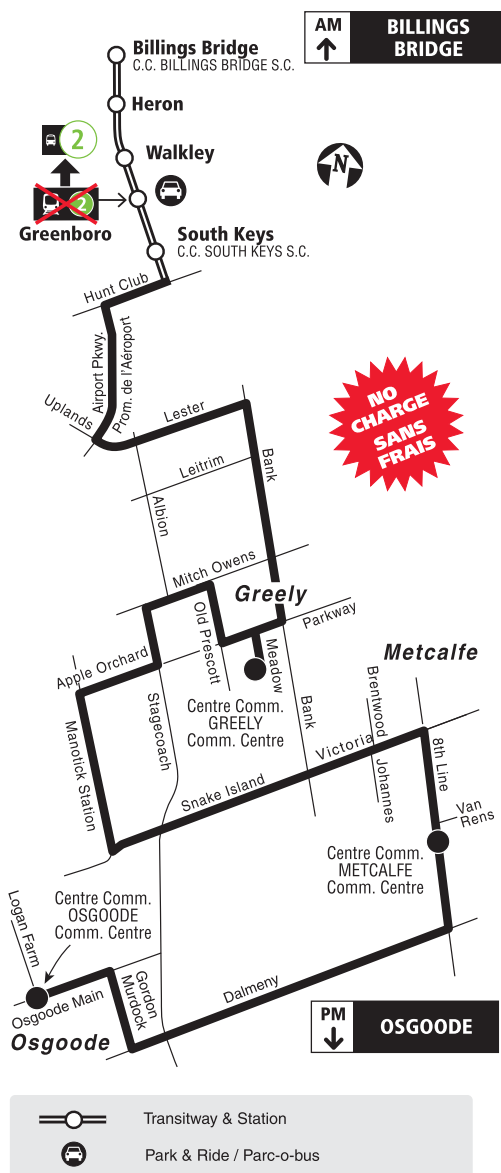 AM
BILLINGS
BRIDGE
Billings Bridge
C.C. BILLINGS BRIDGE S.C.
Heron
2
Walkley
N
2
Greenboro
South Keys
C.C. SOUTH KEYS S.C.
Hunt Club
Airport Pkwy.
Prom. de l'Aéroport
NO
CHARGE
SANS
FRAIS
Uplands
Lester
Bank
Leitrim
Albion
Mitch Owens
Greely
Parkway
Old Prescott
Meadow
Apple Orchard
Metcalfe
Centre Comm.
GREELY
Comm. Centre
Stagecoach
Bank
Brentwood
Manotick Station
Victoria
8th Line
Johannes
Snake Island
Van
Rens
Centre Comm.
METCALFE
Comm. Centre
Centre Comm.
OSGOODE
Comm. Centre
Logan Farm
Gordon
Murdock
Dalmeny
Osgoode Main
Osgoode
PM
OSGOODE
Transitway & Station
Park & Ride / Parc-o-bus